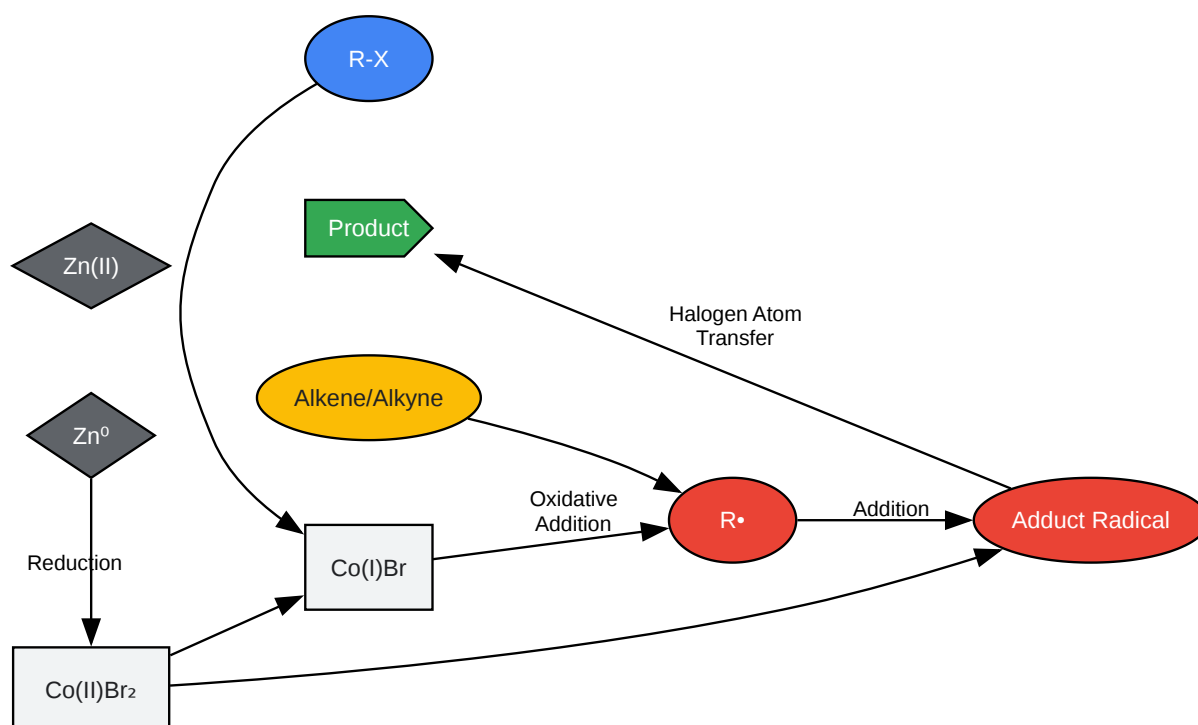 R-X
Product
Zn(II)
Halogen Atom
Transfer
Alkene/Alkyne
Zn⁰
Oxidative
Addition
R•
Addition
Adduct Radical
Reduction
Co(I)Br
Co(II)Br₂